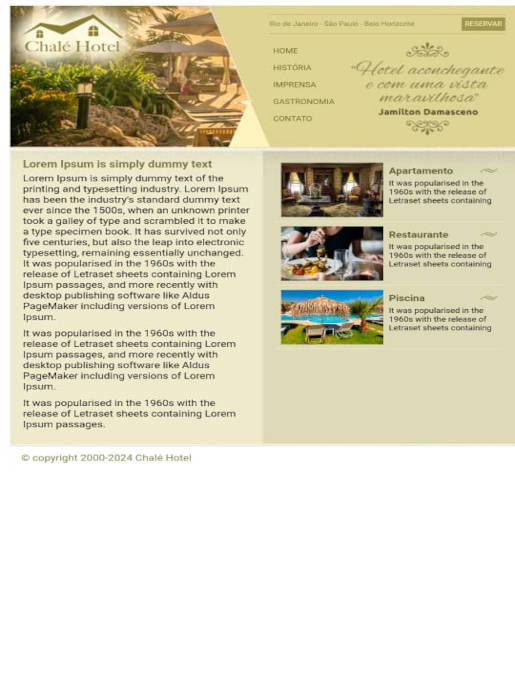 Chalé Hotel
Rio de Janeiro - São Paulo - Belo Horizonte
RESERVAR
HOME
HISTÓRIA
IMPRENSA
GASTRONOMIA
CONTATO
"Hotel aconchegante
e com uma vista
maravilhosa"
Jamilton Damasceno
Lorem Ipsum is simply dummy text
Lorem Ipsum is simply dummy text of the
printing and typesetting industry. Lorem Ipsum
has been the industry's standard dummy text
ever since the 1500s, when an unknown printer
took a galley of type and scrambled it to make
a type specimen book. It has survived not only
five centuries, but also the leap into electronic
typesetting, remaining essentially unchanged.
It was popularised in the 1960s with the
release of Letraset sheets containing Lorem
Ipsum passages, and more recently with
desktop publishing software like Aldus
PageMaker including versions of Lorem
Ipsum.
It was popularised in the 1960s with the
release of Letraset sheets containing Lorem
Ipsum passages, and more recently with
desktop publishing software like Aldus
PageMaker including versions of Lorem
Ipsum.
It was popularised in the 1960s with the
release of Letraset sheets containing Lorem
Ipsum passages.
Apartamento
It was popularised in the
1960s with the release of
Letraset sheets containing
Restaurante
It was popularised in the
1960s with the release of
Letraset sheets containing
Piscina
It was popularised in the
1960s with the release of
Letraset sheets containing
© copyright 2000-2024 Chalé Hotel